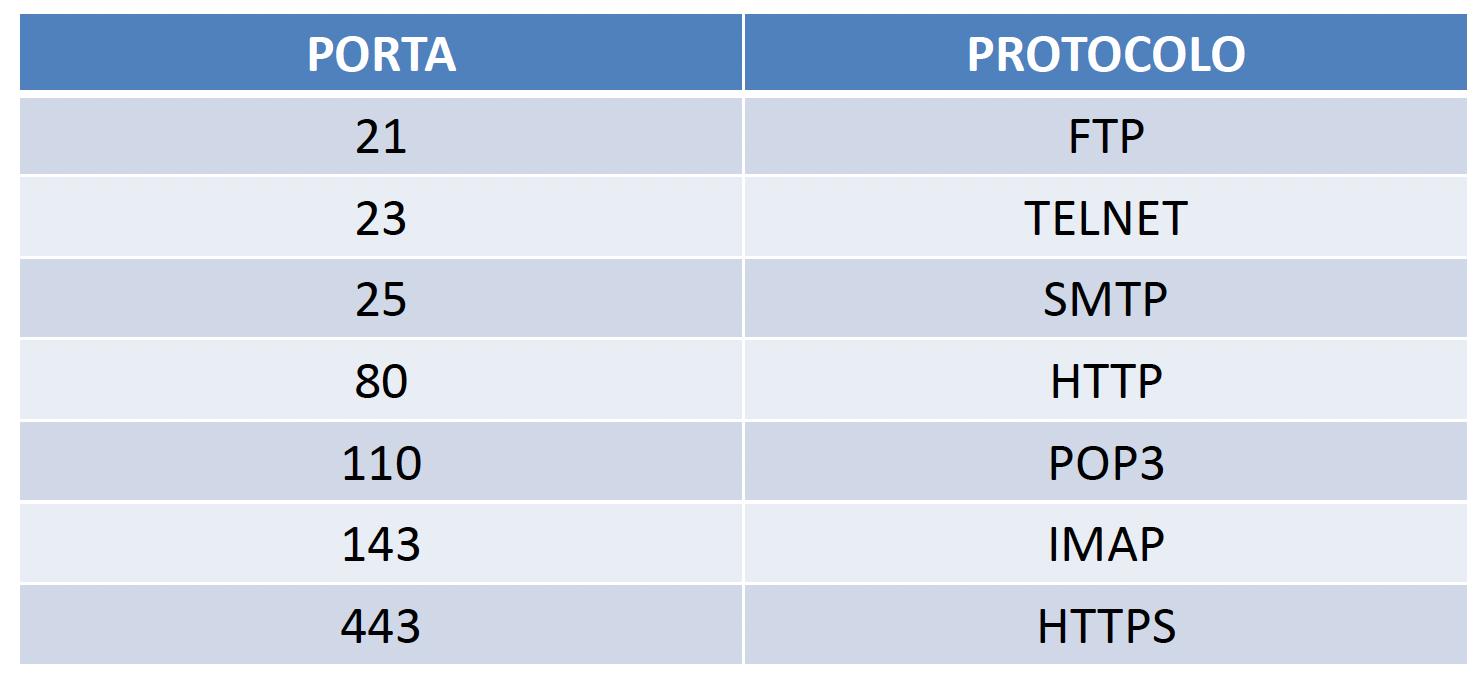 PORTA PROTOCOLO
21 FTP
23 TELNET
25 SMTP
80 HTTP
110 POP3
143 IMAP
443 HTTPS